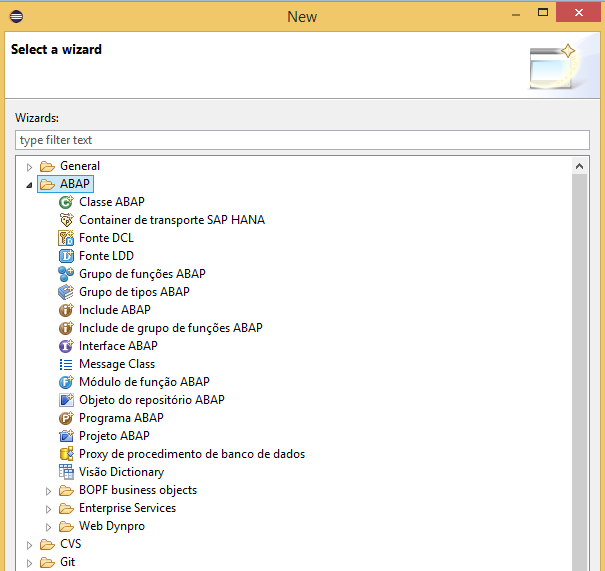 New
Select a wizard
Wizards:
type filter text
General
ABAP
Classe ABAP
Container de transporte SAP HANA
Fonte DCL
Fonte LDD
Grupo de funções ABAP
Grupo de tipos ABAP
Include ABAP
Include de grupo de funções ABAP
Interface ABAP
Message Class
Módulo de função ABAP
Objeto do repositório ABAP
Programa ABAP
Projeto ABAP
Proxy de procedimento de banco de dados
Visão Dictionary
BOPF business objects
Enterprise Services
Web Dynpro
CVS
Git